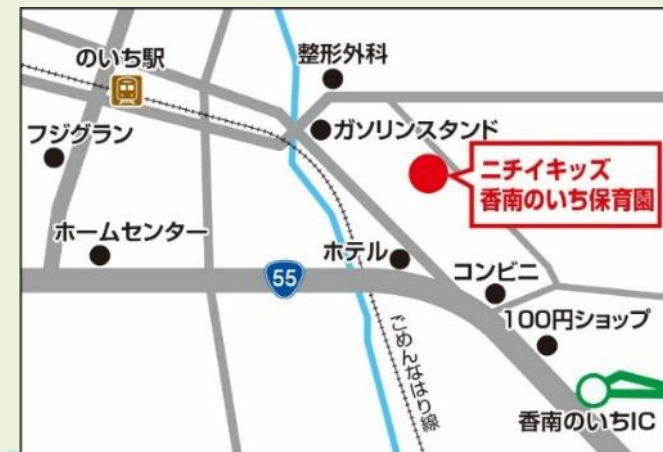 のいち駅
整形外科
フジグラン
ガソリンスタンド
ニチイキッズ
香南のいち保育園
ホームセンター
ホテル
55
コンビニ
100円ショップ
ごめんなはり線
香南のいちIC